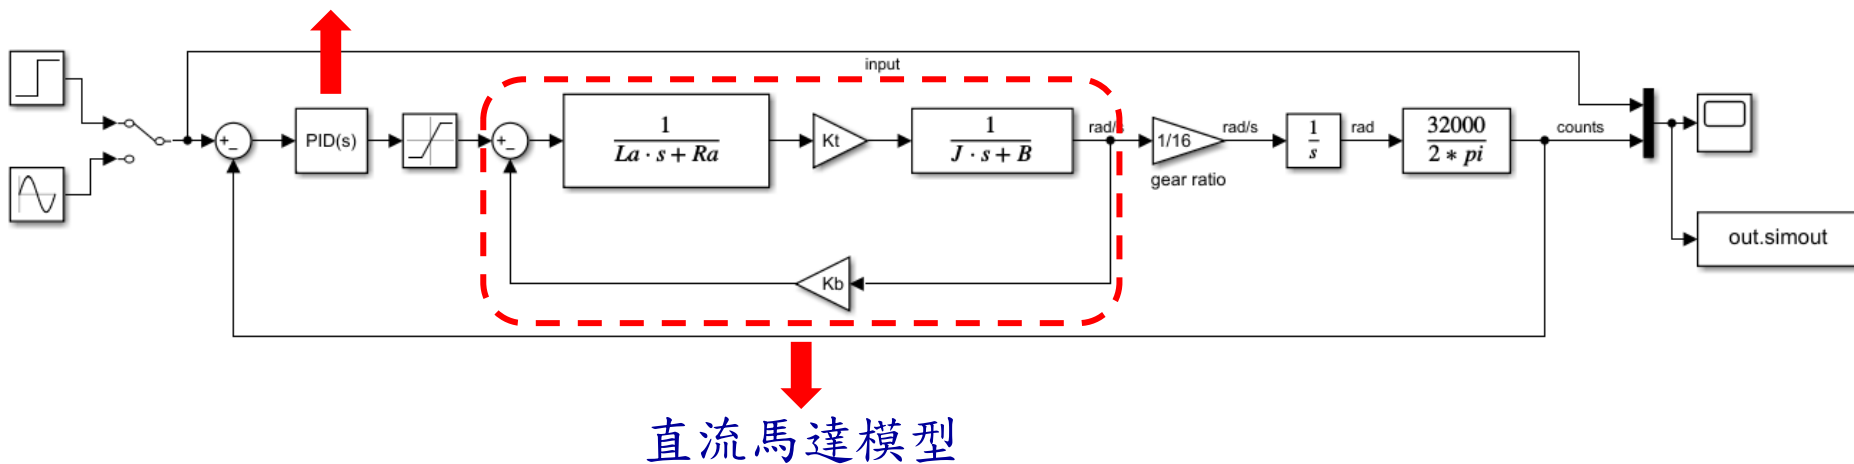 input
PID(s)
1
La · s + Ra
Kt
1
J · s + B
rad/s
1/16
gear ratio
rad/s
1
s
rad
32000
2 * pi
counts
out.simout
Kb
直流馬達模型